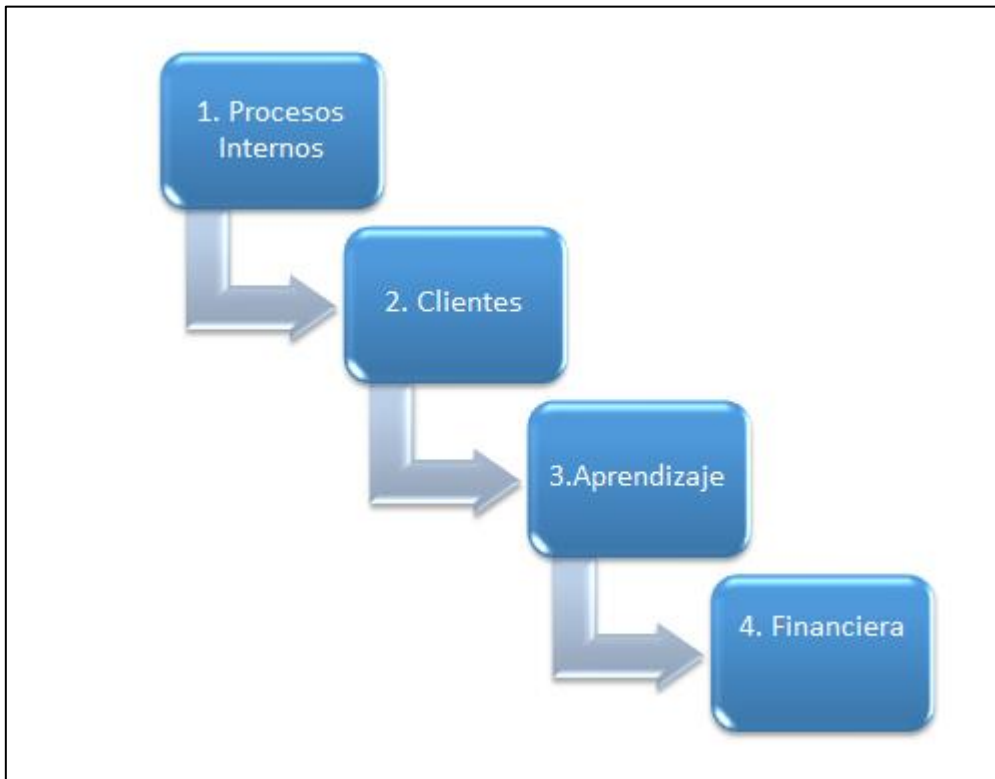 1. Procesos
Internos
2. Clientes
3.Aprendizaje
4. Financiera